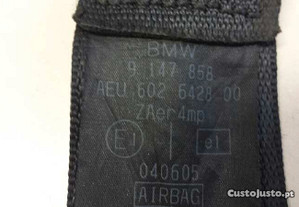 BMW
9 147 858
AEU 602 6428 00
ZAer4mp
E1 e1
040605
AIRBAG
CustoJusto.pt